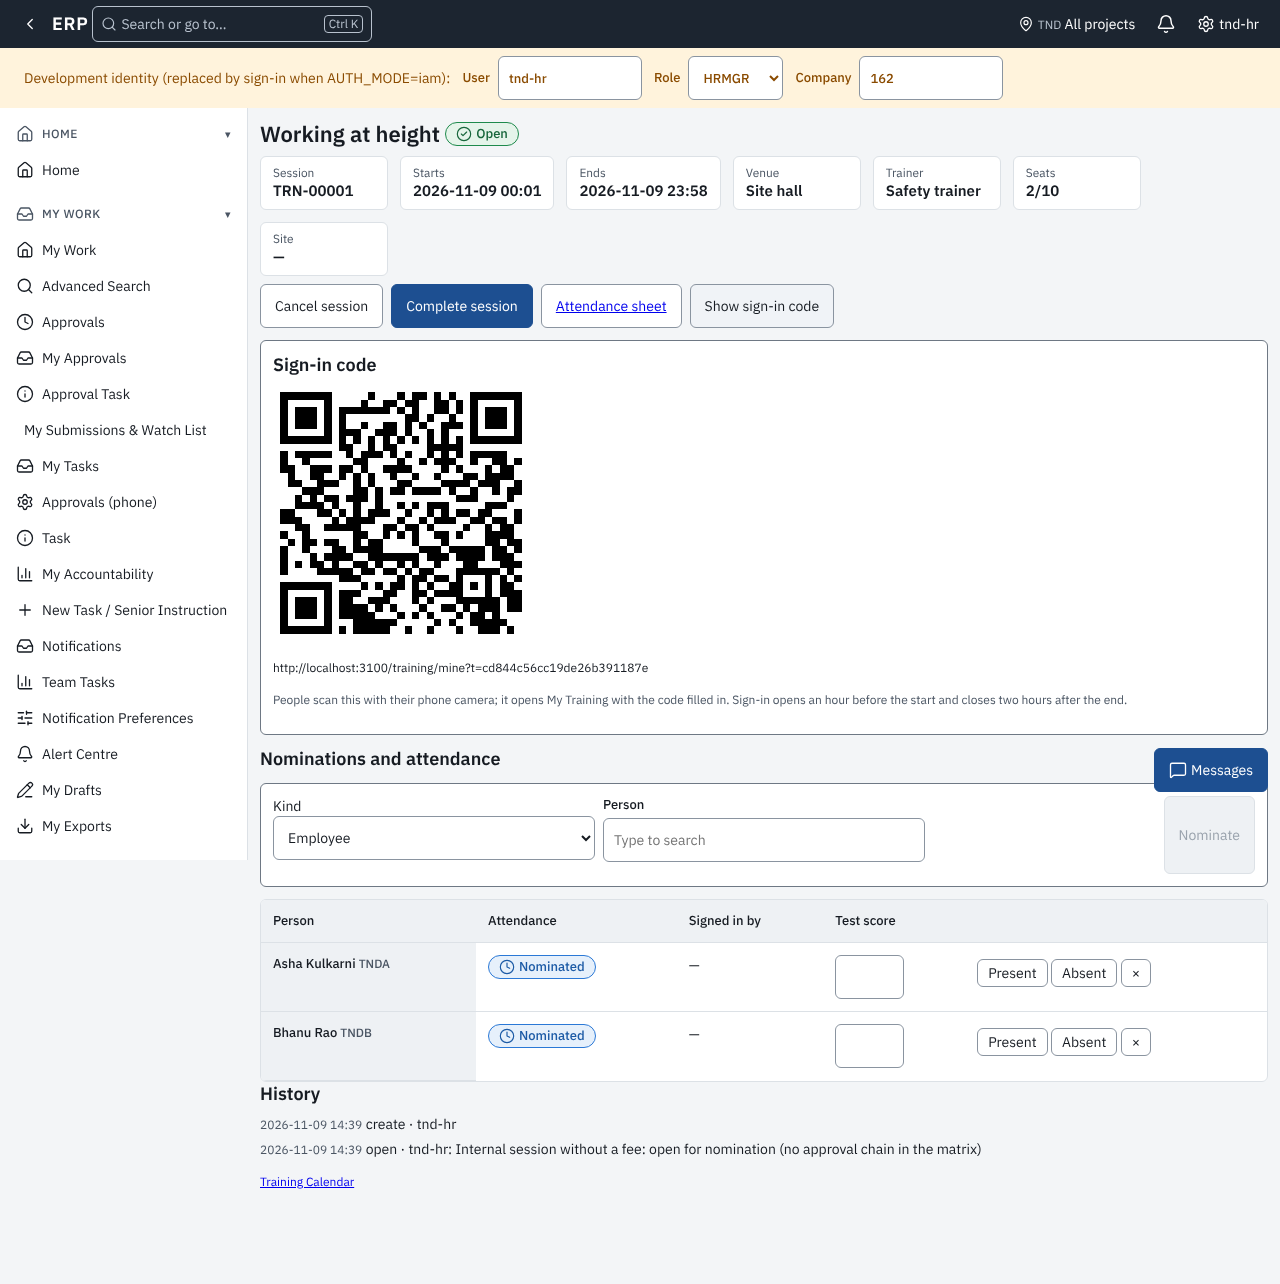 ERP
Search or go to...
Ctrl K
TND All projects
tnd-hr
Development identity (replaced by sign-in when AUTH_MODE=iam):
User
tnd-hr
Role
HRMGR
Company
162
HOME
Home
MY WORK
My Work
Advanced Search
Approvals
My Approvals
Approval Task
My Submissions & Watch List
My Tasks
Approvals (phone)
Task
My Accountability
New Task / Senior Instruction
Notifications
Team Tasks
Notification Preferences
Alert Centre
My Drafts
My Exports
Working at height
Open
Session
TRN-00001
Starts
2026-11-09 00:01
Ends
2026-11-09 23:58
Venue
Site hall
Trainer
Safety trainer
Seats
2/10
Site
—
Cancel session
Complete session
Attendance sheet
Show sign-in code
Sign-in code
http://localhost:3100/training/mine?t=cd844c56cc19de26b391187e
People scan this with their phone camera; it opens My Training with the code filled in. Sign-in opens an hour before the start and closes two hours after the end.
Nominations and attendance
Messages
Kind
Employee
Person
Type to search
Nominate
Person Attendance Signed in by Test score
Asha Kulkarni TNDA Nominated — Present Absent ×
Bhanu Rao TNDB Nominated — Present Absent ×
History
2026-11-09 14:39 create · tnd-hr
2026-11-09 14:39 open · tnd-hr: Internal session without a fee: open for nomination (no approval chain in the matrix)
Training Calendar